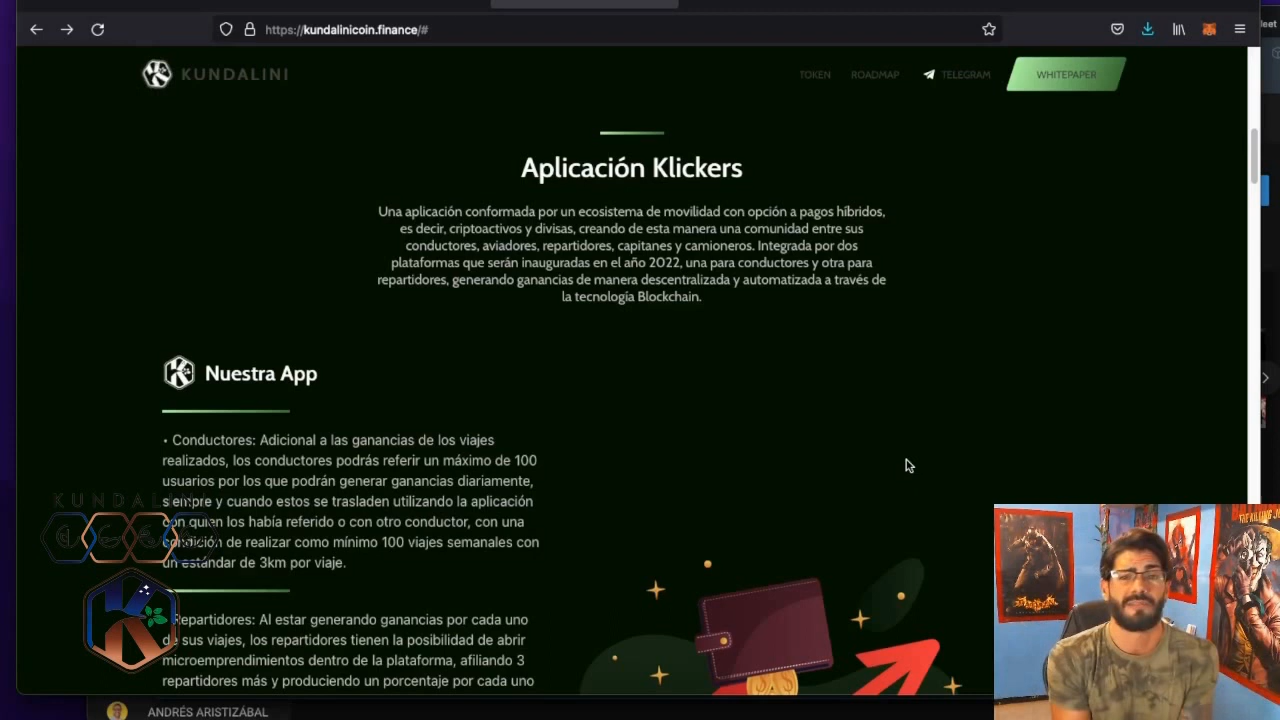 https://kundalinicoin.finance/#
KUNDALINI
TOKEN
ROADMAP
TELEGRAM
WHITEPAPER
Aplicación Klickers
Una aplicación conformada por un ecosistema de movilidad con opción a pagos híbridos,
es decir, criptoactivos y divisas, creando de esta manera una comunidad entre sus
conductores, aviadores, repartidores, capitanes y camioneros. Integrada por dos
plataformas que serán inauguradas en el año 2022, una para conductores y otra para
repartidores, generando ganancias de manera descentralizada y automatizada a través de
la tecnología Blockchain.
Nuestra App
• Conductores: Adicional a las ganancias de los viajes
realizados, los conductores podrás referir un máximo de 100
usuarios por los que podrán generar ganancias diariamente,
siempre y cuando estos se trasladen utilizando la aplicación
con quien los había referido o con otro conductor, con una
de realizar como mínimo 100 viajes semanales con
un estándar de 3km por viaje.
Repartidores: Al estar generando ganancias por cada uno
de sus viajes, los repartidores tienen la posibilidad de abrir
microemprendimientos dentro de la plataforma, afiliando 3
repartidores más y produciendo un porcentaje por cada uno
KUNDALINI
THE KILLING
ANDRÉS ARISTIZÁBAL